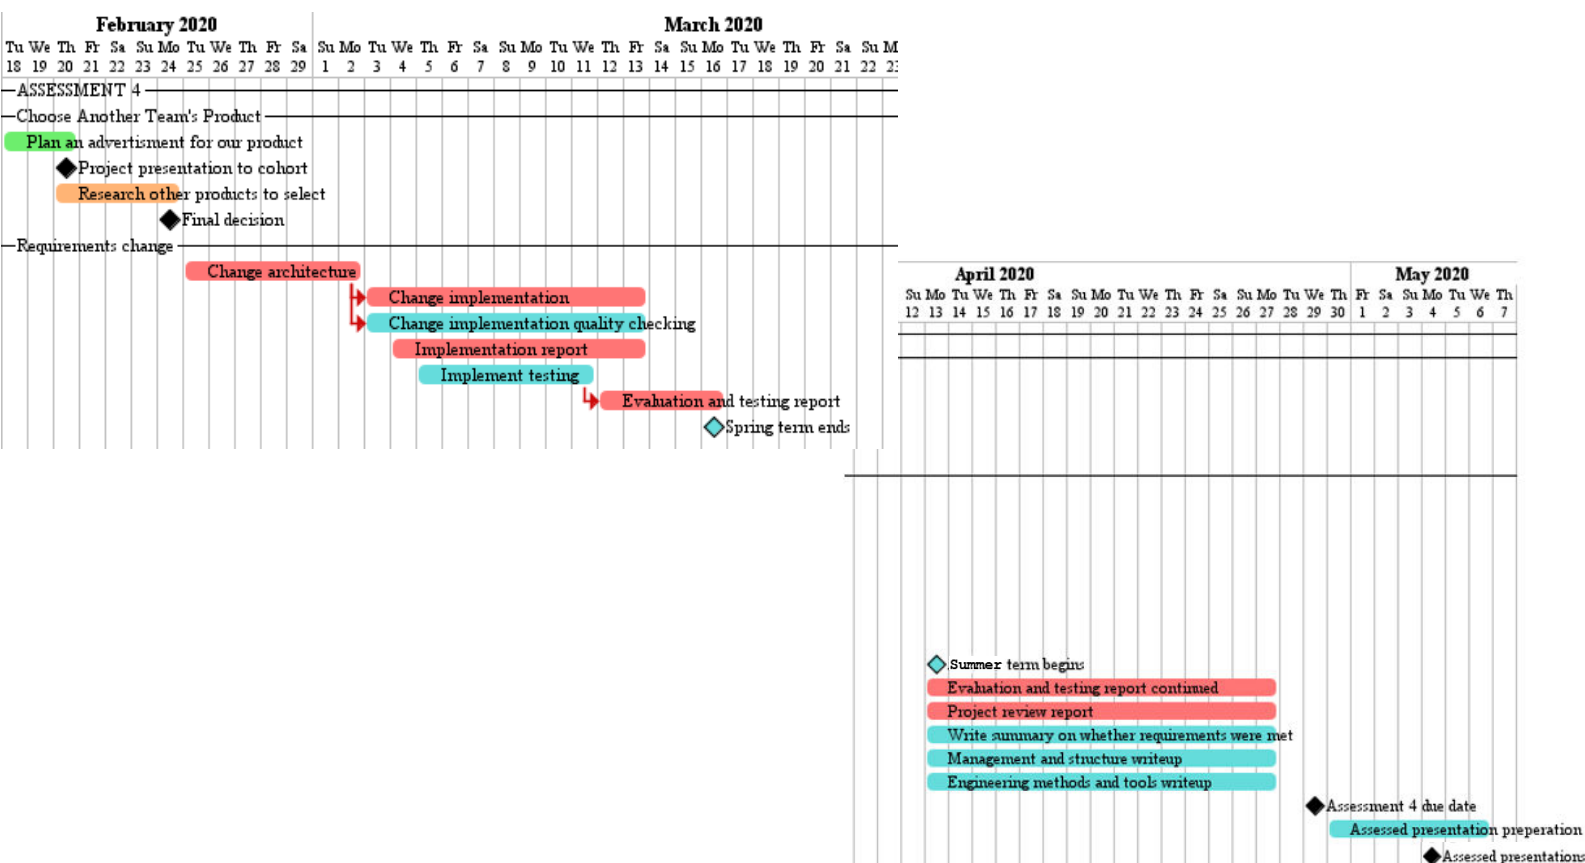 February 2020 March 2020
Tu We Th Fr Sa Su Mo Tu We Th Fr Sa Su Mo Tu We Th Fr Sa Su Mo Tu We Th Fr Sa Su Mo Tu We Th Fr Sa Su M
18 19 20 21 22 23 24 25 26 27 28 29 1 2 3 4 5 6 7 8 9 10 11 12 13 14 15 16 17 18 19 20 21 22 23
ASSESSMENT 4
Choose Another Team's Product
Plan an advertisment for our product
Project presentation to cohort
Research other products to select
Final decision
Requirements change
Change architecture
Change implementation
Change implementation quality checking
Implementation report
Implement testing
Evaluation and testing report
Spring term ends
April 2020 May 2020
Su Mo Tu We Th Fr Sa Su Mo Tu We Th Fr Sa Su Mo Tu We Th Fr Sa Su Mo Tu We Th
12 13 14 15 16 17 18 19 20 21 22 23 24 25 26 27 28 29 30 1 2 3 4 5 6 7
Summer term begins
Evaluation and testing report continued
Project review report
Write summary on whether requirements were met
Management and structure writeup
Engineering methods and tools writeup
Assessment 4 due date
Assessed presentation preperation
Assessed presentations